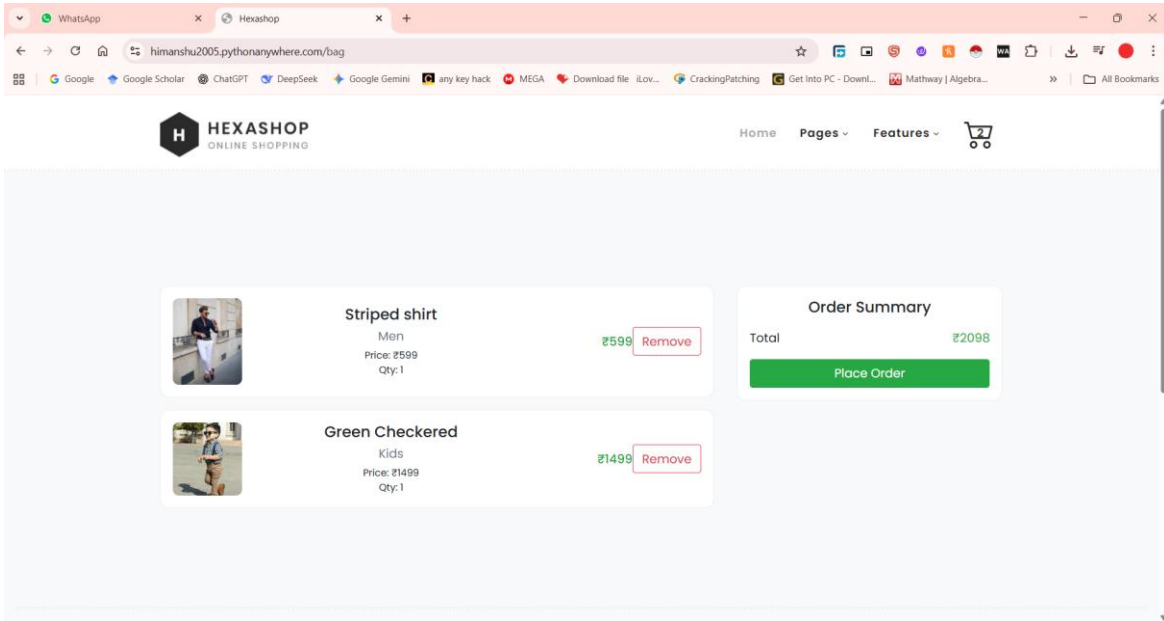 WhatsApp
Hexashop
himanshu2005.pythonanywhere.com/bag
Google Google Scholar ChatGPT DeepSeek Google Gemini any key hack MEGA Download file iLov... CrackingPatching Get Into PC - Downl... Mathway | Algebra... » All Bookmarks
H HEXASHOP
ONLINE SHOPPING
Home Pages Features 2
Striped shirt
Men
Price: ₹599
Qty: 1
₹599 Remove
Green Checkered
Kids
Price: ₹1499
Qty: 1
₹1499 Remove
Order Summary
Total ₹2098
Place Order